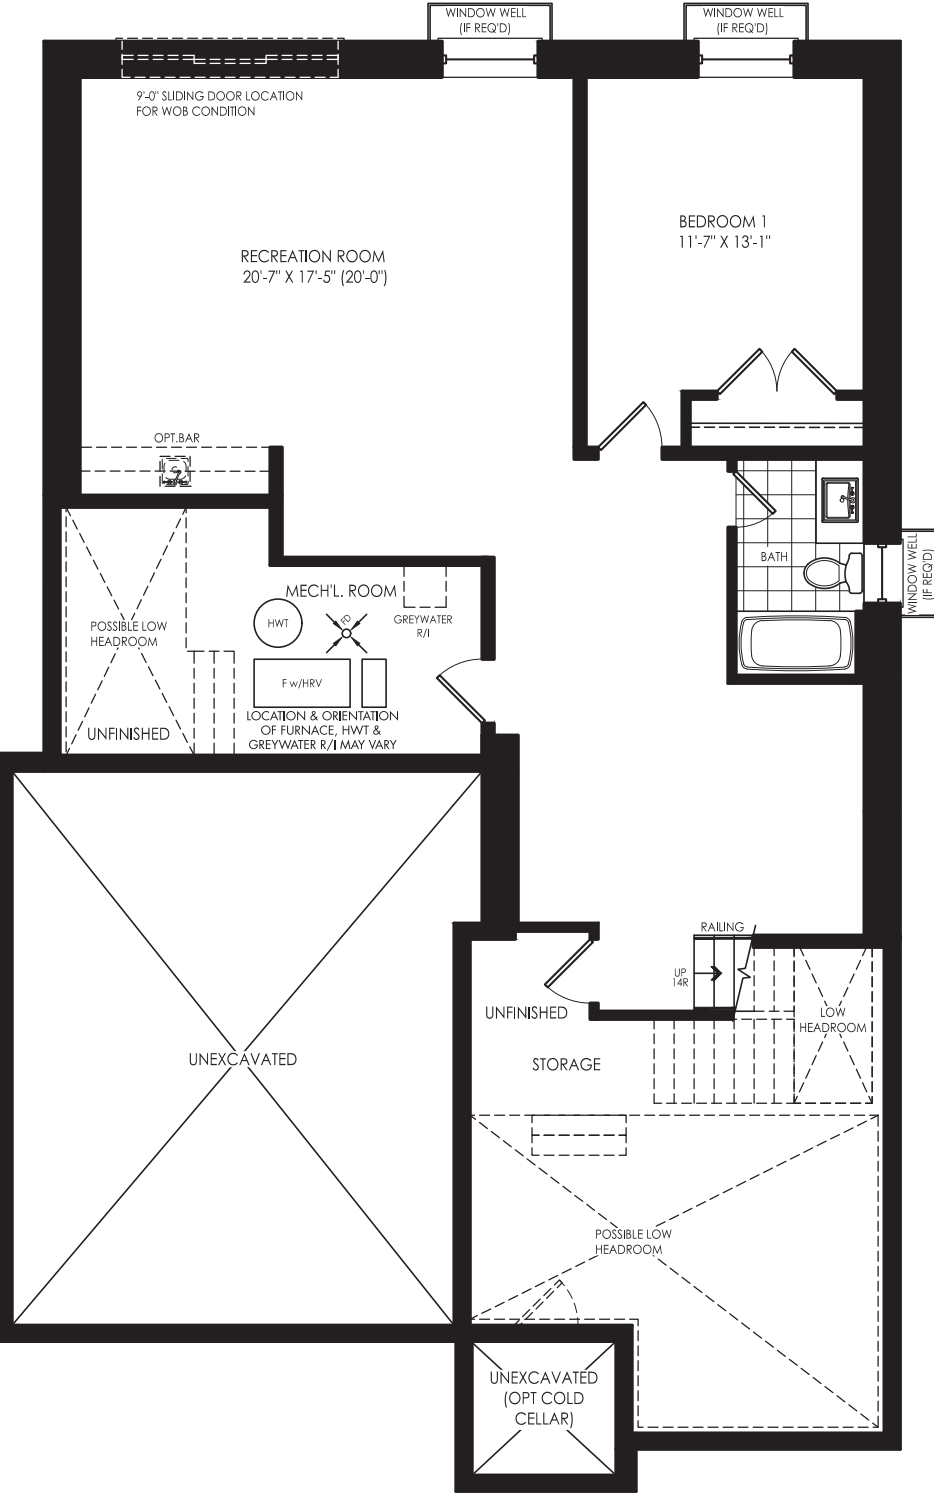 WINDOW WELL
(IF REQ'D)
WINDOW WELL
(IF REQ'D)
9'-0" SLIDING DOOR LOCATION
FOR WOB CONDITION
BEDROOM 1
11'-7" X 13'-1"
RECREATION ROOM
20'-7" X 17'-5" (20'-0")
OPT.BAR
BATH
WINDOW WELL
(IF REQ'D)
MECH'L. ROOM
HWT
FD
GREYWATER
R/I
POSSIBLE LOW
HEADROOM
F w/HRV
LOCATION & ORIENTATION
OF FURNACE, HWT &
GREYWATER R/I MAY VARY
UNFINISHED
RAILING
UP
14R
UNFINISHED
LOW
HEADROOM
STORAGE
UNEXCAVATED
POSSIBLE LOW
HEADROOM
UNEXCAVATED
(OPT COLD
CELLAR)